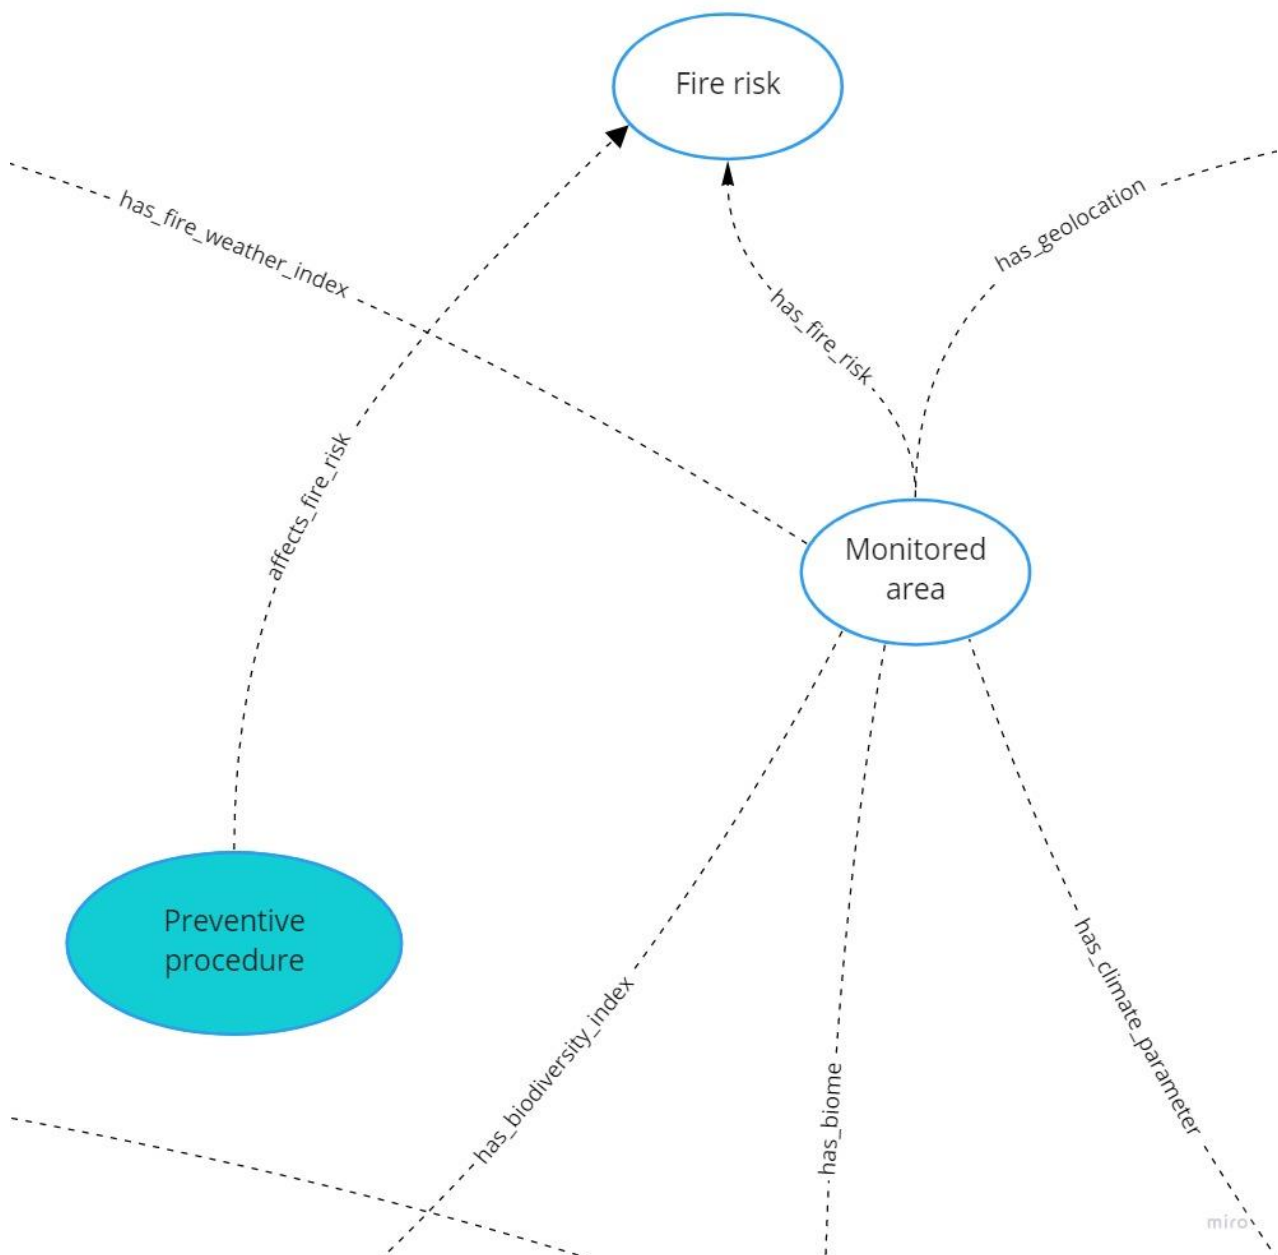 Fire risk
has_fire_weather_index
has_geolocation
has_fire_risk
affects_fire_risk
Monitored
area
Preventive
procedure
has_biodiversity_index
has_biome
has_climate_parameter
miro